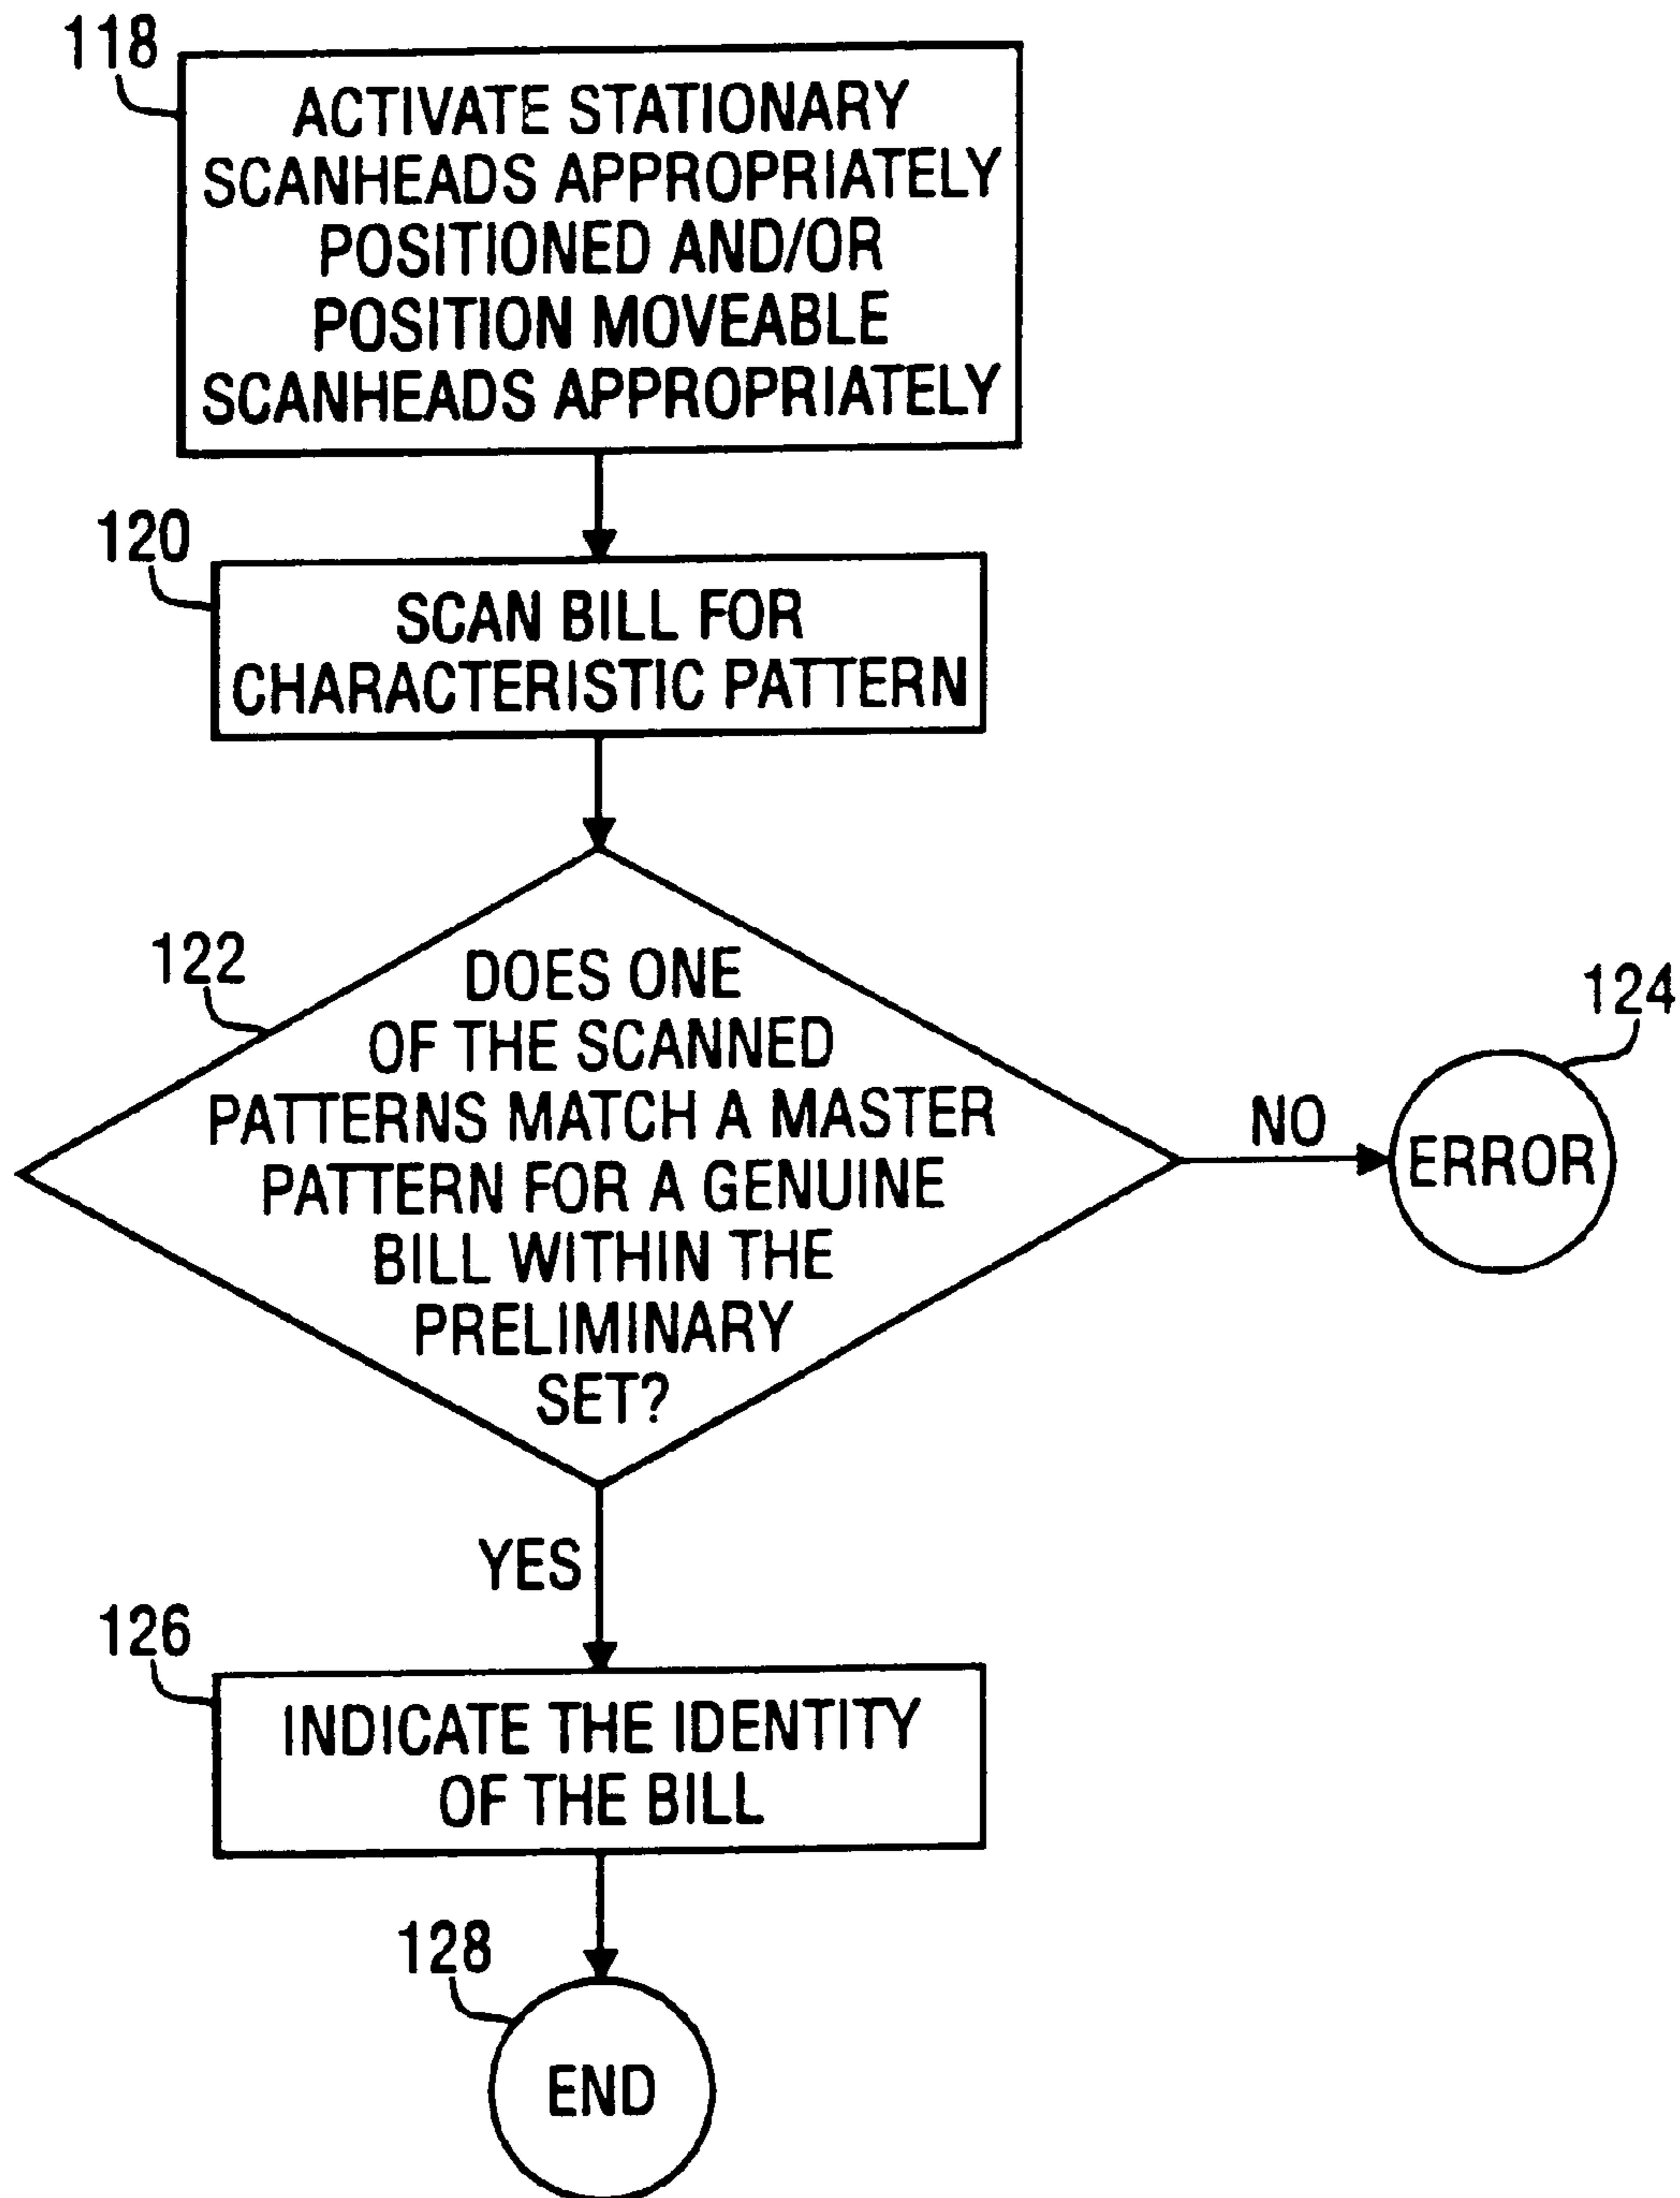 118
ACTIVATE STATIONARY
SCANHEADS APPROPRIATELY
POSITIONED AND/OR
POSITION MOVEABLE
SCANHEADS APPROPRIATELY
120
SCAN BILL FOR
CHARACTERISTIC PATTERN
122
DOES ONE
OF THE SCANNED
PATTERNS MATCH A MASTER
PATTERN FOR A GENUINE
BILL WITHIN THE
PRELIMINARY
SET?
NO
124
ERROR
YES
126
INDICATE THE IDENTITY
OF THE BILL
128
END